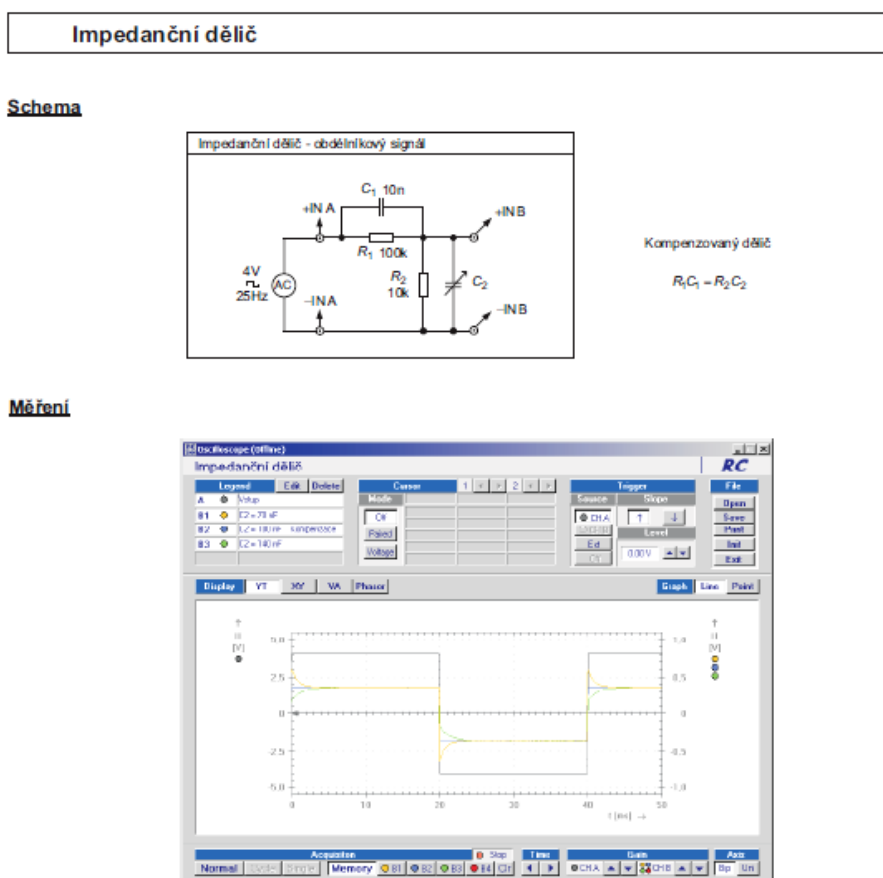 Impedanční dělič
Schema
Impedanční dělič - obdélníkový signál
C1 10n
+IN A
+IN B
R1 100k
Kompenzovaný dělič
4V
AC
25Hz
R2
10k
C2
R1C1 = R2C2
–IN A
–IN B
Měření
Oscilloscope (Offline)
Impedanční dělič
RC
Legend Edit Delete
Cursor 1 < > 2 < >
Trigger
File
A Vstup
Mode
Source Slope
Open
B1 C2 = 70 nF
Off
CH A ↑ ↓
Save
B2 C2 = 100 nF kompenzace
Paired
Level
Print
B3 C2 = 140 nF
Ext
Init
Voltage
0.00 V
Exit
Display YT XY VA Phasor
Graph Line Point
[V]
[V]
5,0
1,0
2,5
0,5
0
0
-2,5
-0,5
-5,0
-1,0
0 10 20 30 40 50
t [ms] →
Acquisition
Stop
Time
Gain
Axis
Normal Cycle Single Memory B1 B2 B3 B4 Clr
CH A
CH B
Bp Uni